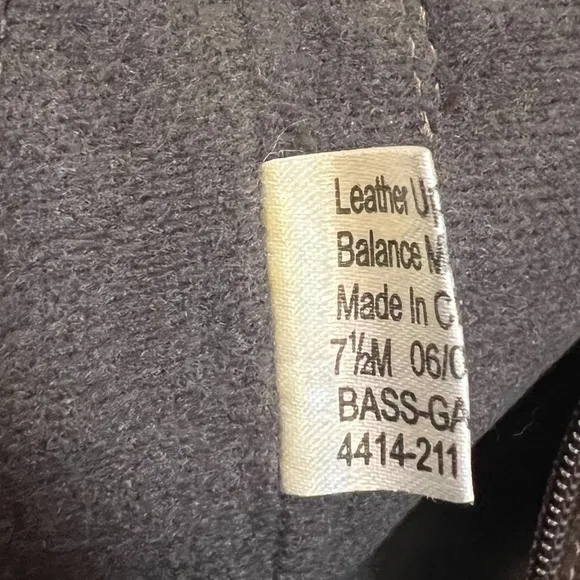 Leather U
Balance M
Made In C
7½M 06/0
BASS-GA
4414-211